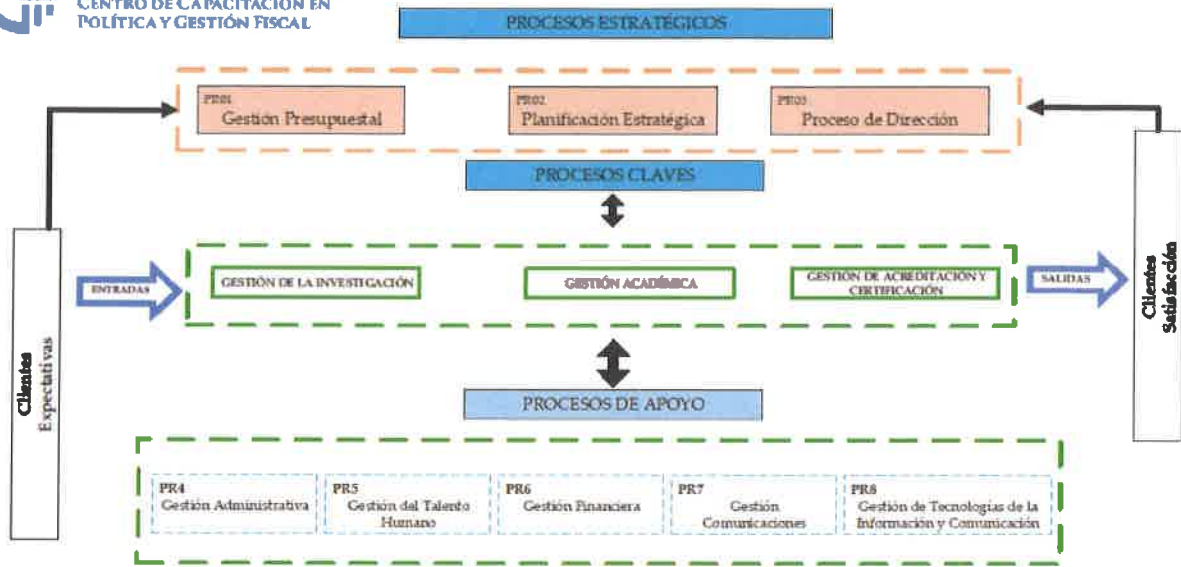 CENTRO DE CAPACITACIÓN EN
POLÍTICA Y GESTIÓN FISCAL
PROCESOS ESTRATÉGICOS
PR01
Gestión Presupuestal
PR02
Planificación Estratégica
PR03
Proceso de Dirección
PROCESOS CLAVES
Clientes
Expectativas
ENTRADAS
GESTIÓN DE LA INVESTIGACIÓN
GESTIÓN ACADÉMICA
GESTIÓN DE ACREDITACIÓN Y
CERTIFICACIÓN
SALIDAS
Clientes
Satisfacción
PROCESOS DE APOYO
PR4
Gestión Administrativa
PR5
Gestión del Talento
Humano
PR6
Gestión Financiera
PR7
Gestión
Comunicaciones
PR8
Gestión de Tecnologías de la
Información y Comunicación